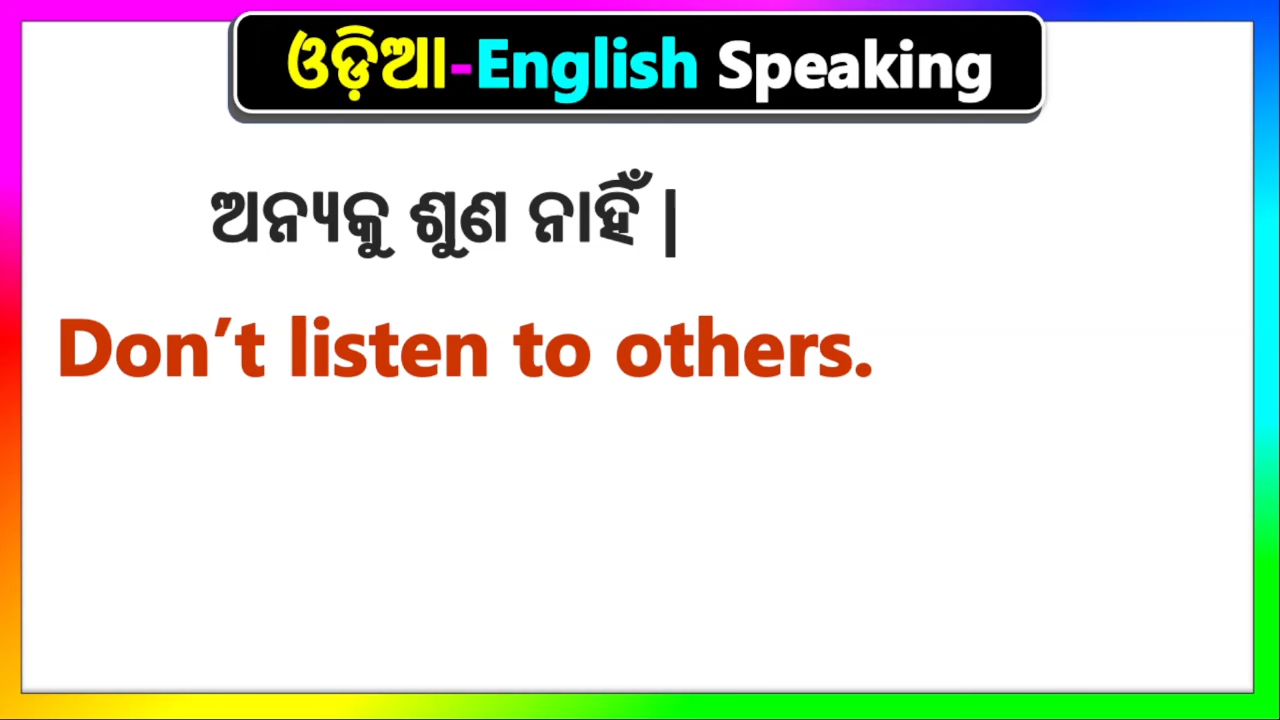 ଓଡ଼ିଆ-English Speaking
ଅନ୍ୟକୁ ଶୁଣ ନାହିଁ |
Don’t listen to others.